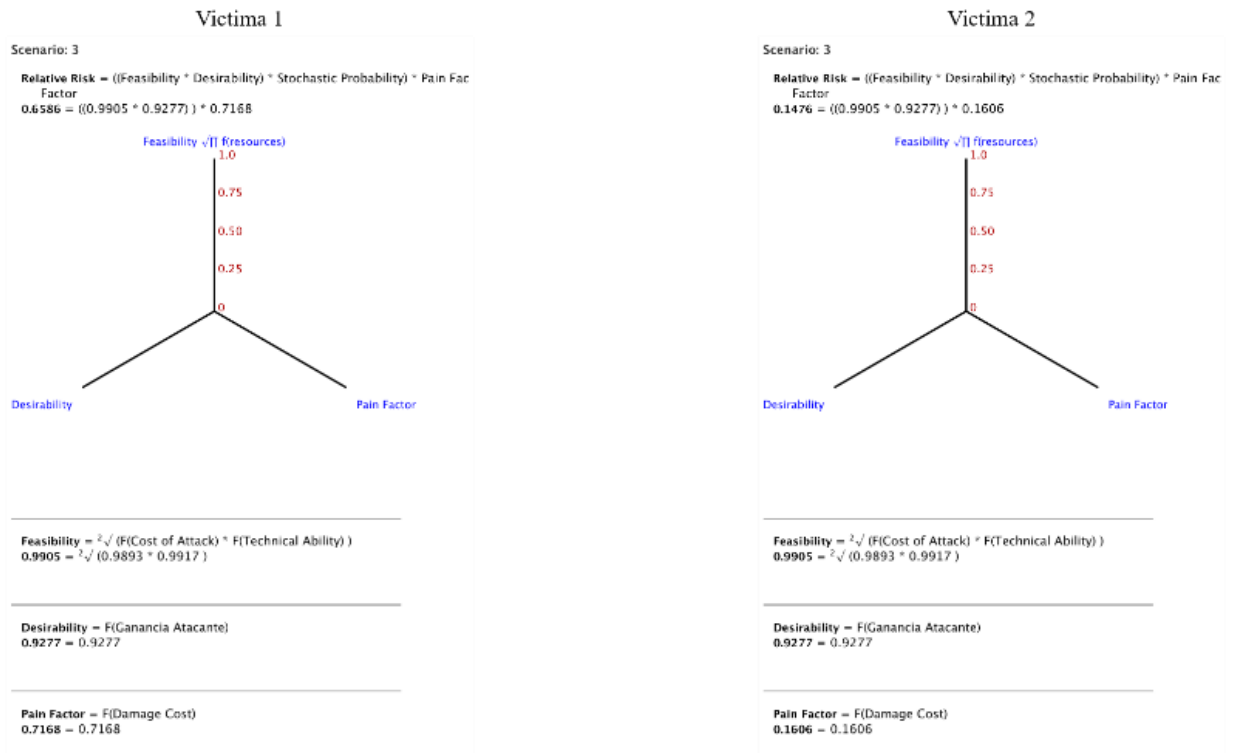 Victima 1
Scenario: 3
Relative Risk = ((Feasibility * Desirability) * Stochastic Probability) * Pain Fac
Factor
0.6586 = ((0.9905 * 0.9277) ) * 0.7168
Feasibility √∏ f(resources)
1.0
0.75
0.50
0.25
0
Desirability
Pain Factor
Feasibility = ²√ (F(Cost of Attack) * F(Technical Ability) )
0.9905 = ²√ (0.9893 * 0.9917 )
Desirability = F(Ganancia Atacante)
0.9277 = 0.9277
Pain Factor = F(Damage Cost)
0.7168 = 0.7168
Victima 2
Scenario: 3
Relative Risk = ((Feasibility * Desirability) * Stochastic Probability) * Pain Fac
Factor
0.1476 = ((0.9905 * 0.9277) ) * 0.1606
Feasibility √∏ f(resources)
1.0
0.75
0.50
0.25
0
Desirability
Pain Factor
Feasibility = ²√ (F(Cost of Attack) * F(Technical Ability) )
0.9905 = ²√ (0.9893 * 0.9917 )
Desirability = F(Ganancia Atacante)
0.9277 = 0.9277
Pain Factor = F(Damage Cost)
0.1606 = 0.1606